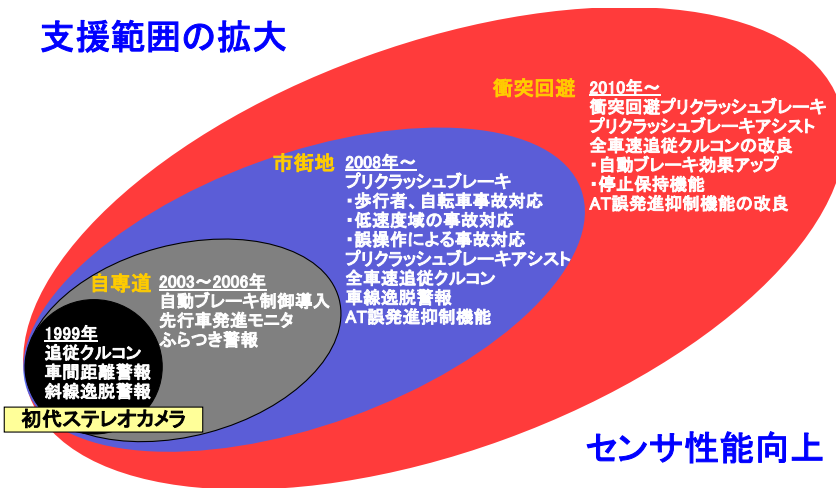 支援範囲の拡大
衝突回避
2010年～
衝突回避プリクラッシュブレーキ
プリクラッシュブレーキアシスト
全車速追従クルコンの改良
・自動ブレーキ効果アップ
・停止保持機能
AT誤発進抑制機能の改良
市街地
2008年～
プリクラッシュブレーキ
・歩行者、自転車事故対応
・低速度域の事故対応
・誤操作による事故対応
プリクラッシュブレーキアシスト
全車速追従クルコン
車線逸脱警報
AT誤発進抑制機能
自専道
2003～2006年
自動ブレーキ制御導入
先行車発進モニタ
ふらつき警報
1999年
追従クルコン
車間距離警報
斜線逸脱警報
初代ステレオカメラ
センサ性能向上